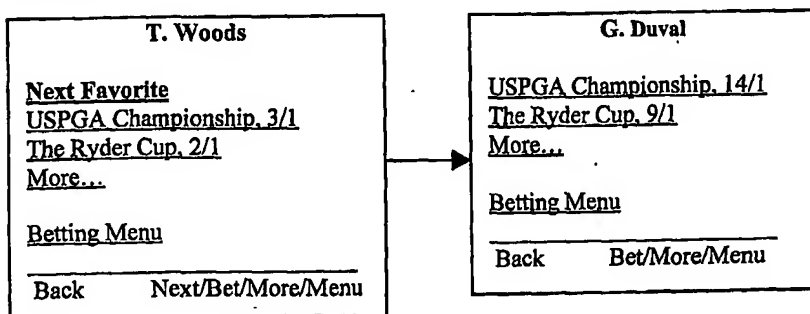 T. Woods
Next Favorite
USPGA Championship, 3/1
The Ryder Cup, 2/1
More...
Betting Menu
Back Next/Bet/More/Menu
G. Duval
USPGA Championship, 14/1
The Ryder Cup, 9/1
More...
Betting Menu
Back Bet/More/Menu